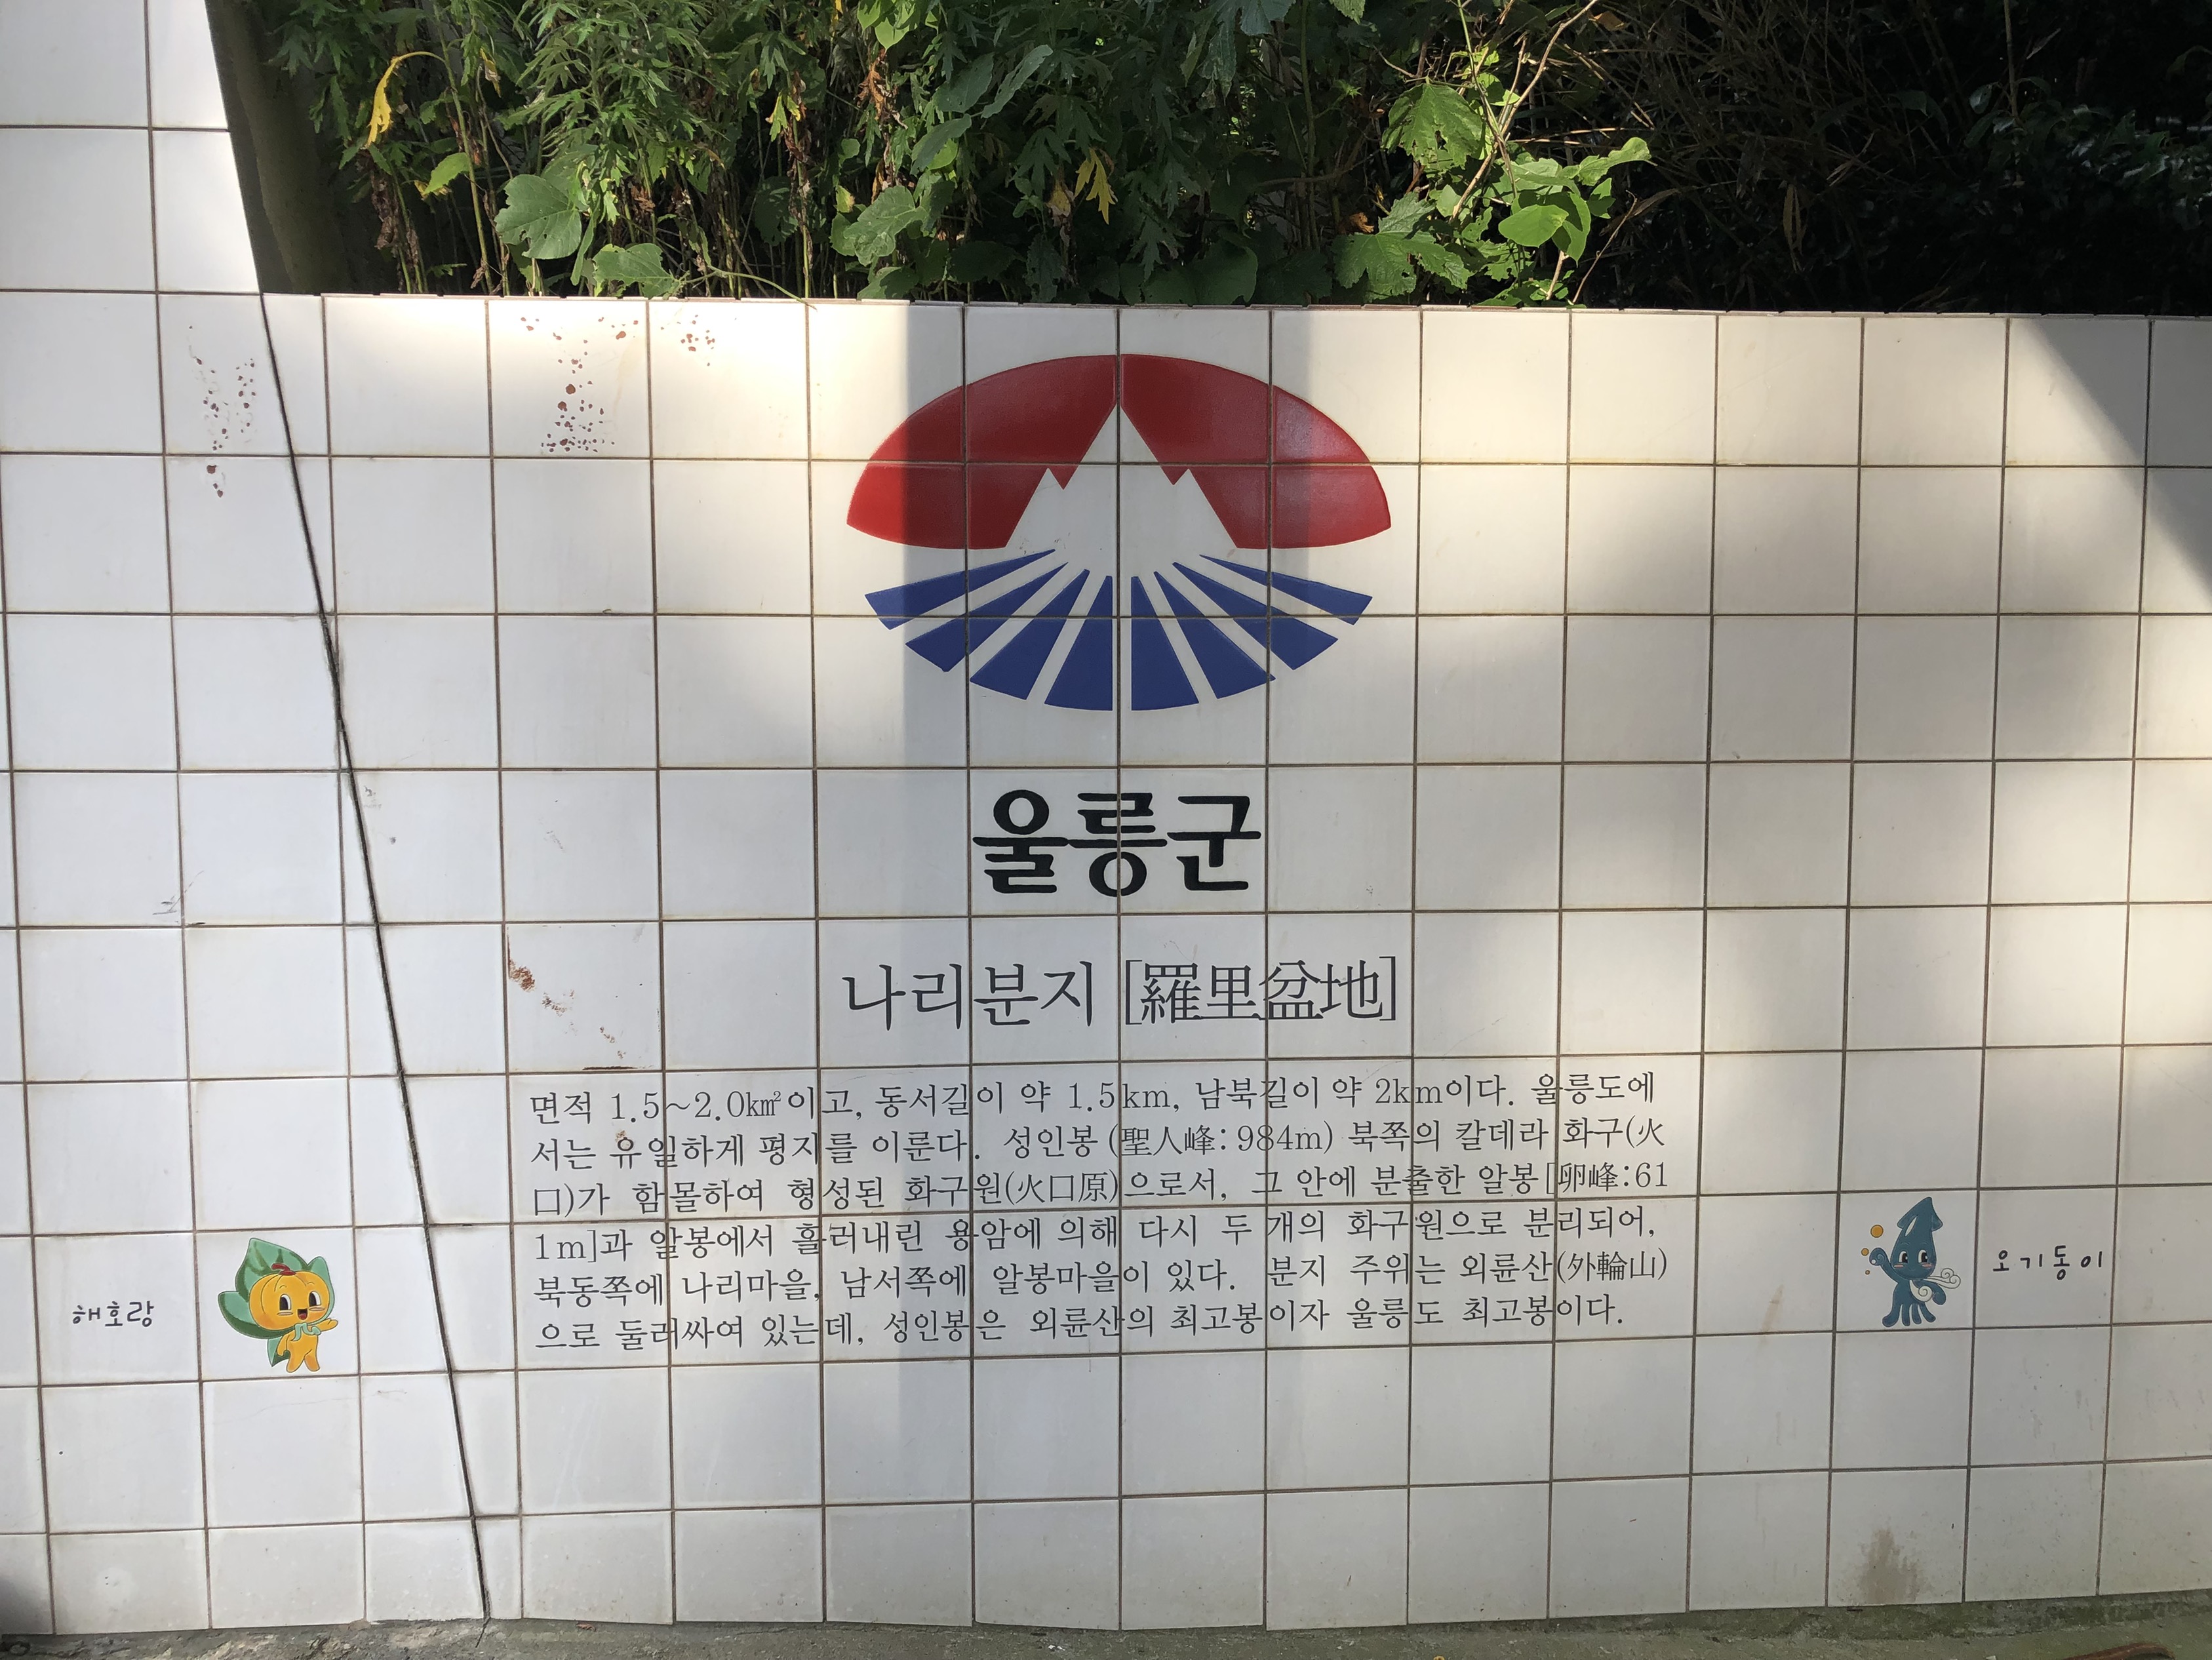 울릉군
나리분지 [羅里盆地]
면적 1.5~2.0㎢이고, 동서길이 약 1.5km, 남북길이 약 2km이다. 울릉도에
서는 유일하게 평지를 이룬다. 성인봉(聖人峰: 984m) 북쪽의 칼데라 화구(火
口)가 함몰하여 형성된 화구원(火口原)으로서, 그 안에 분출한 알봉[卵峰:61
1m]과 알봉에서 흘러내린 용암에 의해 다시 두 개의 화구원으로 분리되어,
북동쪽에 나리마을, 남서쪽에 알봉마을이 있다. 분지 주위는 외륜산(外輪山)
으로 둘러싸여 있는데, 성인봉은 외륜산의 최고봉이자 울릉도 최고봉이다.
해호랑
오기동이